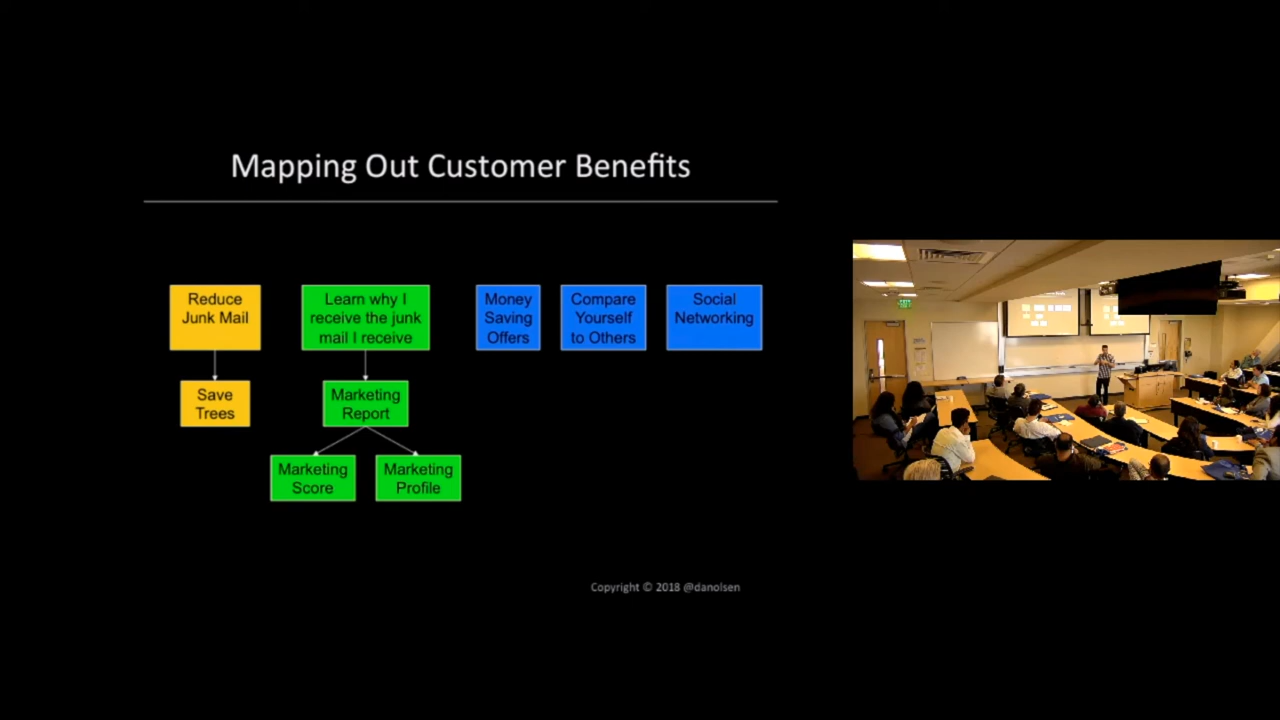 Mapping Out Customer Benefits
Reduce
Junk Mail
Learn why I
receive the junk
mail I receive
Money
Saving
Offers
Compare
Yourself
to Others
Social
Networking
Save
Trees
Marketing
Report
Marketing
Score
Marketing
Profile
Copyright © 2018 @danolsen